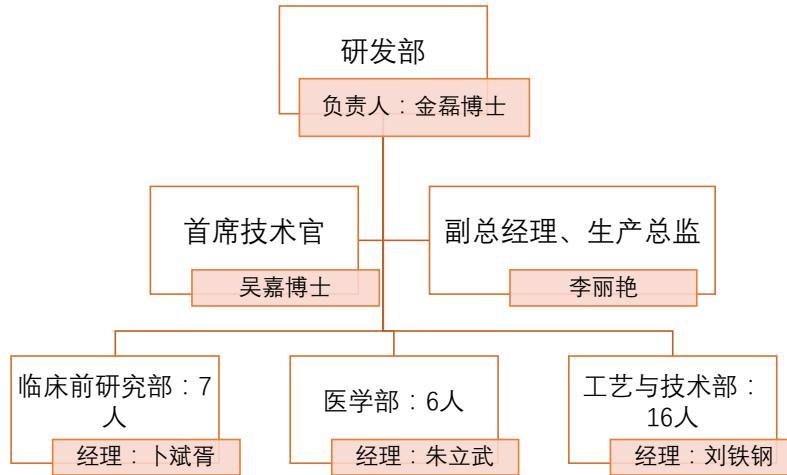 研发部
负责人：金磊博士
首席技术官
吴嘉博士
副总经理、生产总监
李丽艳
临床前研究部：7
人
经理：卜斌胥
医学部：6人
经理：朱立武
工艺与技术部：
16人
经理：刘铁钢